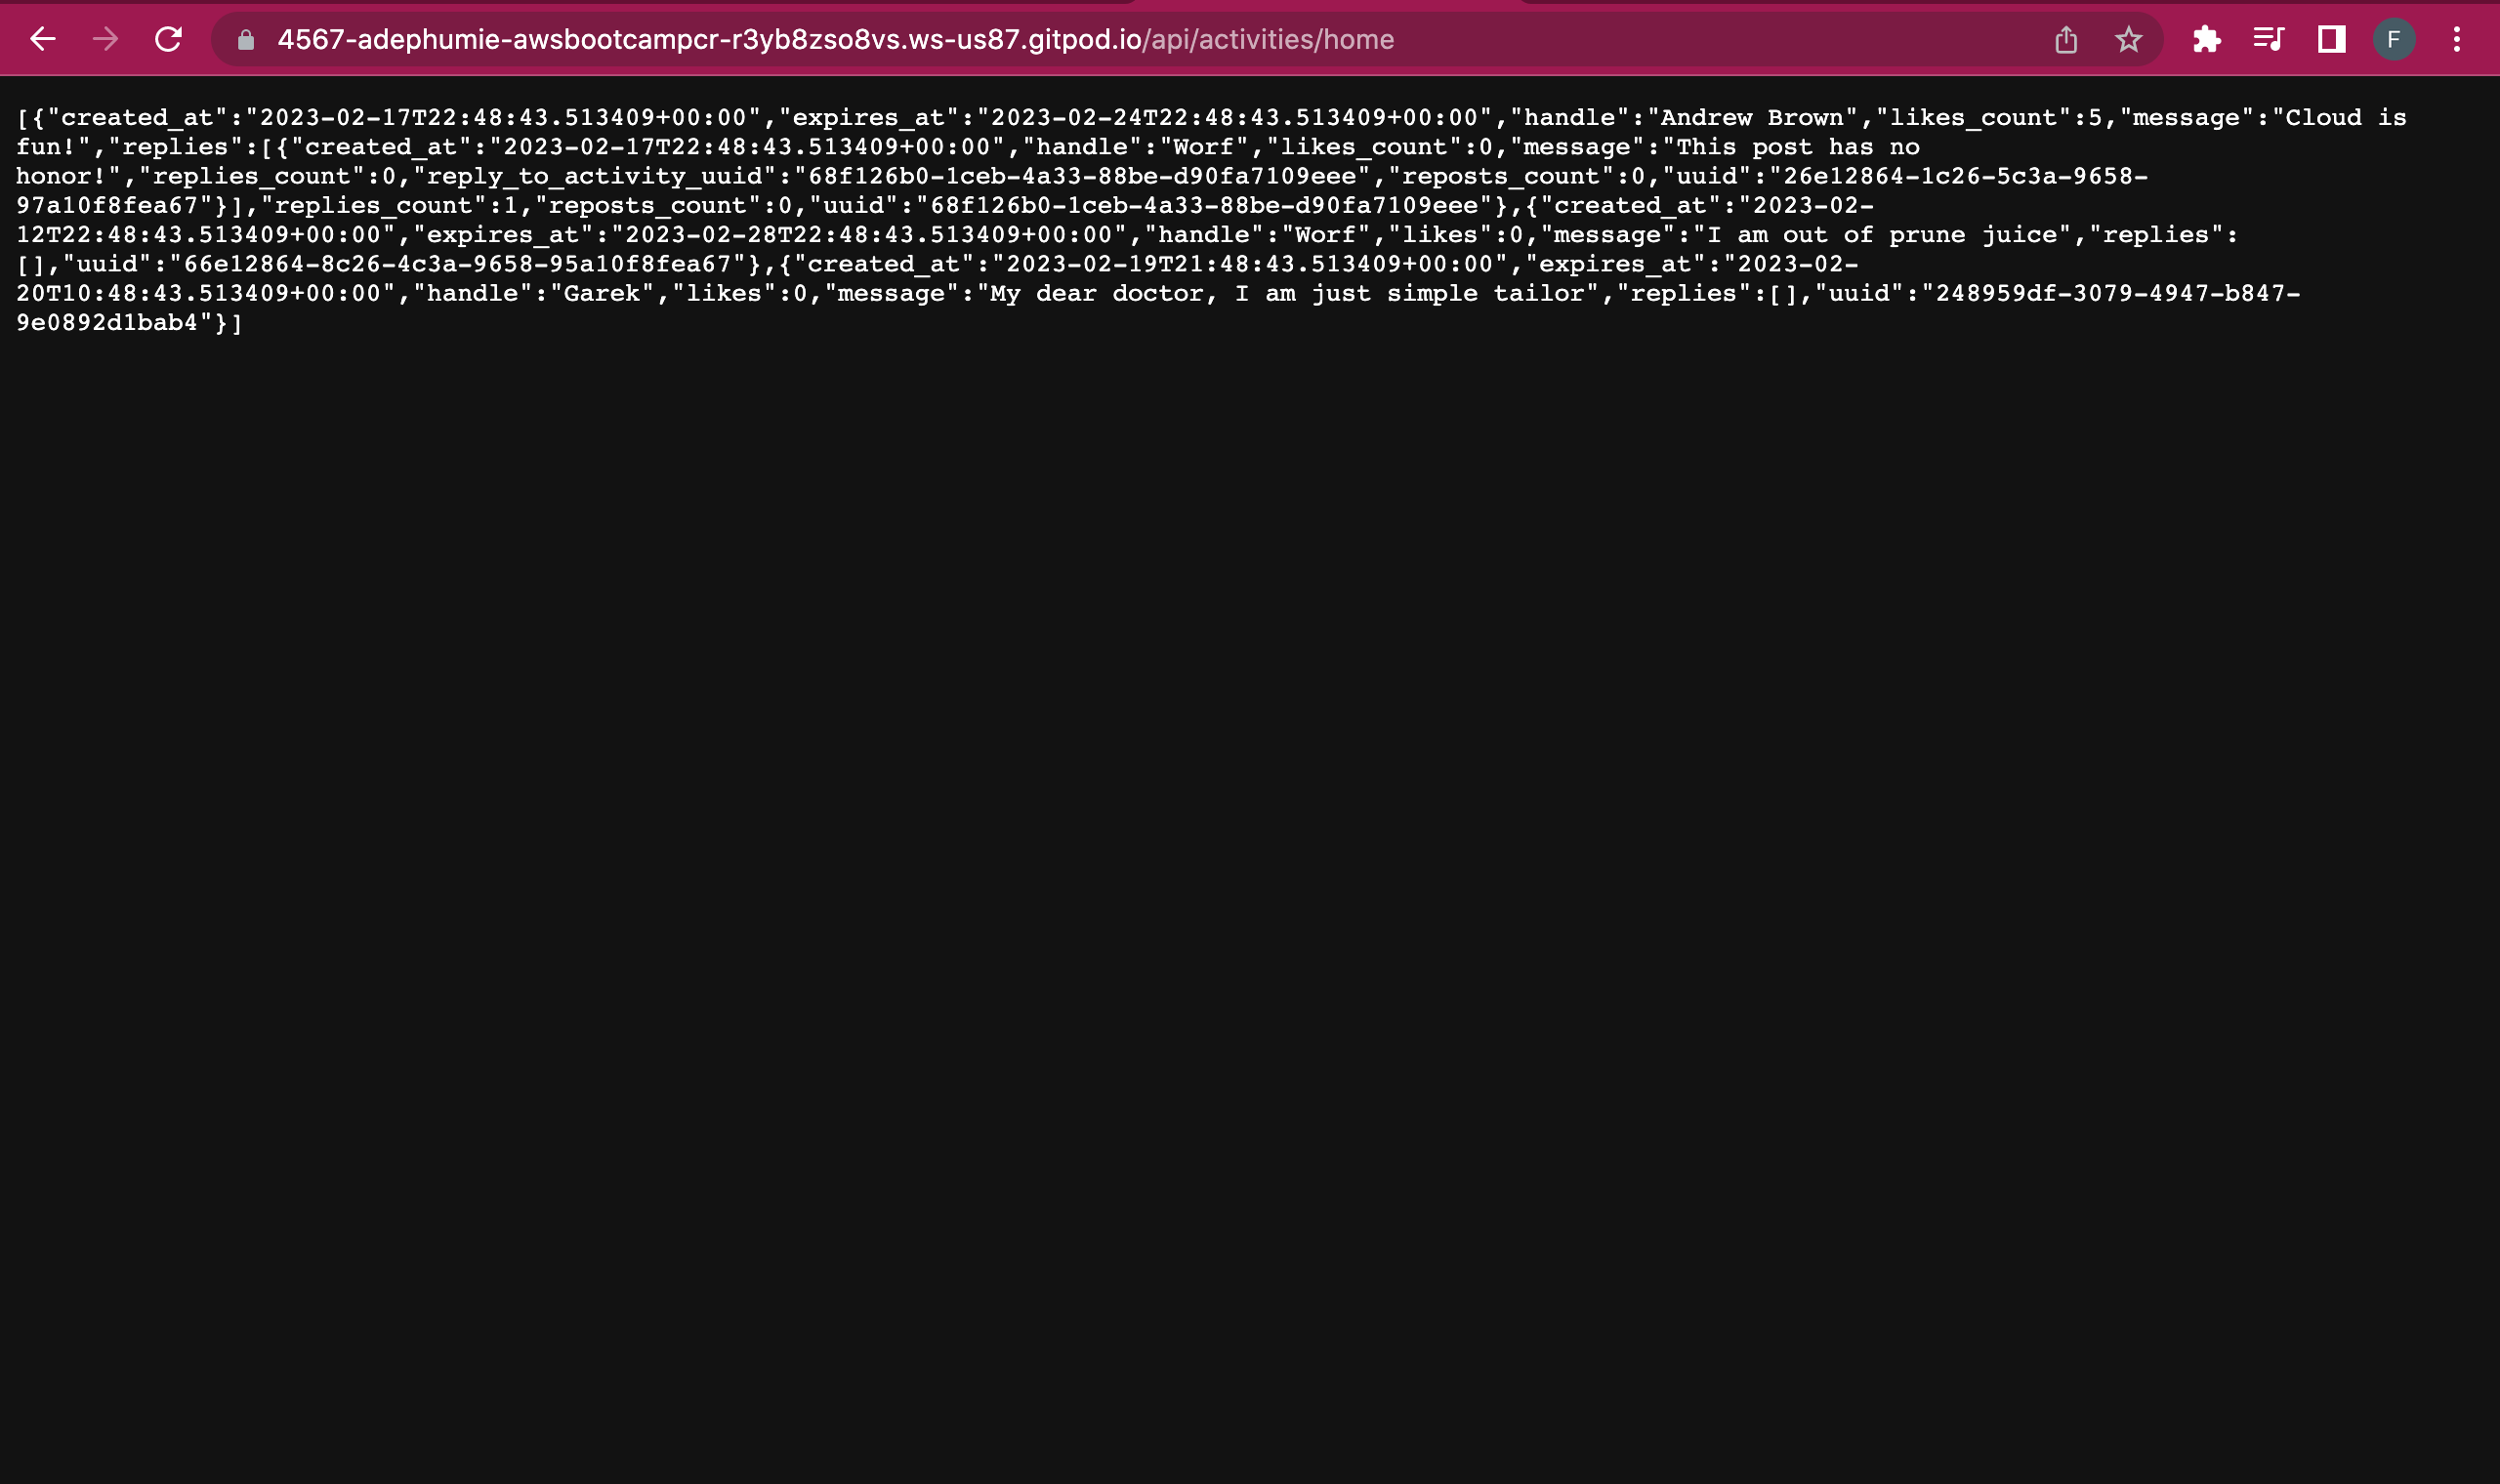 4567-adephumie-awsbootcampcr-r3yb8zso8vs.ws-us87.gitpod.io/api/activities/home
F
[{"created_at":"2023-02-17T22:48:43.513409+00:00","expires_at":"2023-02-24T22:48:43.513409+00:00","handle":"Andrew Brown","likes_count":5,"message":"Cloud is
fun!","replies":[{"created_at":"2023-02-17T22:48:43.513409+00:00","handle":"Worf","likes_count":0,"message":"This post has no
honor!","replies_count":0,"reply_to_activity_uuid":"68f126b0-1ceb-4a33-88be-d90fa7109eee","reposts_count":0,"uuid":"26e12864-1c26-5c3a-9658-
97a10f8fea67"}],"replies_count":1,"reposts_count":0,"uuid":"68f126b0-1ceb-4a33-88be-d90fa7109eee"},{"created_at":"2023-02-
12T22:48:43.513409+00:00","expires_at":"2023-02-28T22:48:43.513409+00:00","handle":"Worf","likes":0,"message":"I am out of prune juice","replies":
[],"uuid":"66e12864-8c26-4c3a-9658-95a10f8fea67"},{"created_at":"2023-02-19T21:48:43.513409+00:00","expires_at":"2023-02-
20T10:48:43.513409+00:00","handle":"Garek","likes":0,"message":"My dear doctor, I am just simple tailor","replies":[],"uuid":"248959df-3079-4947-b847-
9e0892d1bab4"}]